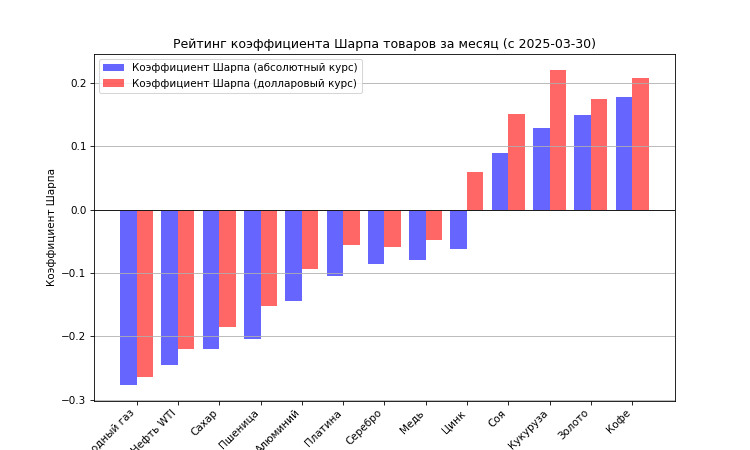 Рейтинг коэффициента Шарпа товаров за месяц (с 2025-03-30)
Коэффициент Шарпа (абсолютный курс)
Коэффициент Шарпа (долларовый курс)
Коэффициент Шарпа
0.2
0.1
0.0
−0.1
−0.2
−0.3
газ
Нефть WTI
Сахар
Пшеница
Алюминий
Платина
Серебро
Медь
Цинк
Соя
Кукуруза
Золото
Кофе